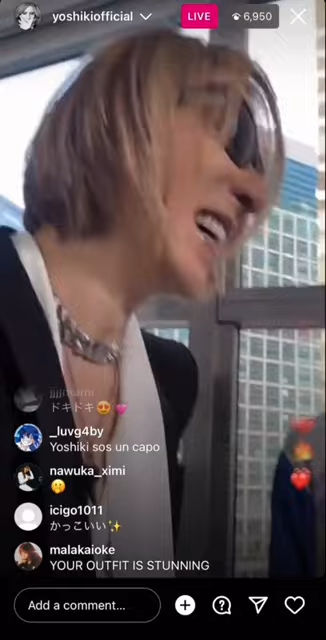 yoshikiofficial
LIVE
6,950
ドキドキ😍💓
_luvg4by
Yoshiki sos un capo
nawuka_ximi
🤭
icigo1011
かっこいい✨
malakaioke
YOUR OUTFIT IS STUNNING
Add a comment...